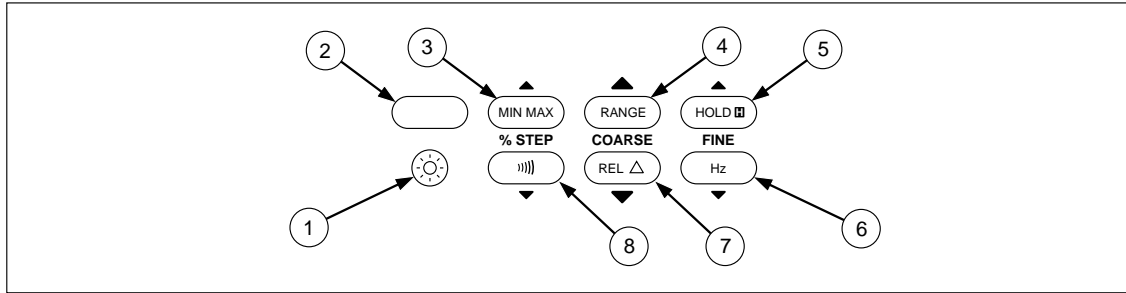 2 3 4 5
MIN MAX RANGE HOLD H
% STEP COARSE FINE
REL △ Hz
1 8 7 6